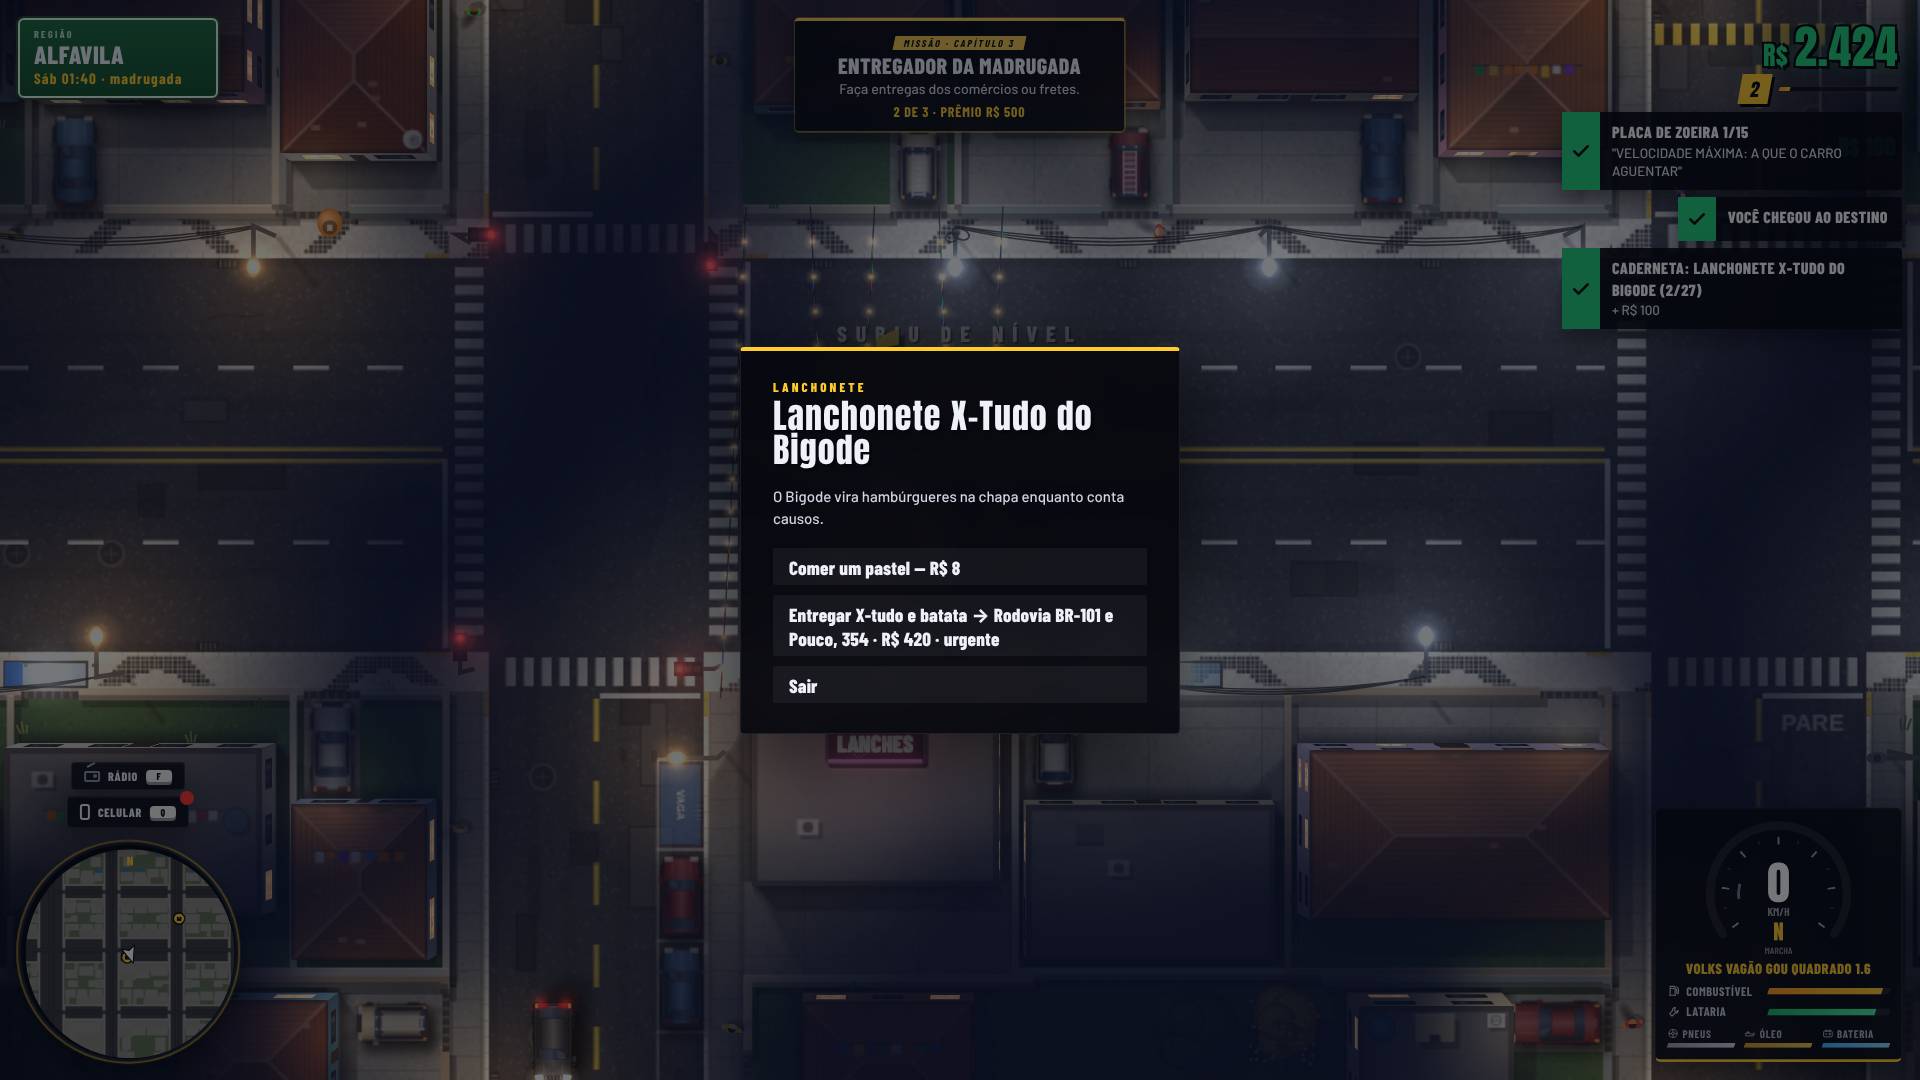 REGIÃO
ALFAVILA
Sáb 01:40 · madrugada
MISSÃO · CAPÍTULO 3
ENTREGADOR DA MADRUGADA
Faça entregas dos comércios ou fretes.
2 DE 3 · PRÊMIO R$ 500
R$ 2.424
2
PLACA DE ZOEIRA 1/15
"VELOCIDADE MÁXIMA: A QUE O CARRO
AGUENTAR"
VOCÊ CHEGOU AO DESTINO
CADERNETA: LANCHONETE X-TUDO DO
BIGODE (2/27)
+ R$ 100
SUBIU DE NÍVEL
LANCHONETE
Lanchonete X-Tudo do
Bigode
O Bigode vira hambúrgueres na chapa enquanto conta
causos.
Comer um pastel — R$ 8
Entregar X-tudo e batata → Rodovia BR-101 e
Pouco, 354 · R$ 420 · urgente
Sair
LANCHES
PARE
VAGA
RÁDIO F
CELULAR
N
0
KM/H
N
MARCHA
VOLKS VAGÃO GOU QUADRADO 1.6
COMBUSTÍVEL
LATARIA
PNEUS
ÓLEO
BATERIA